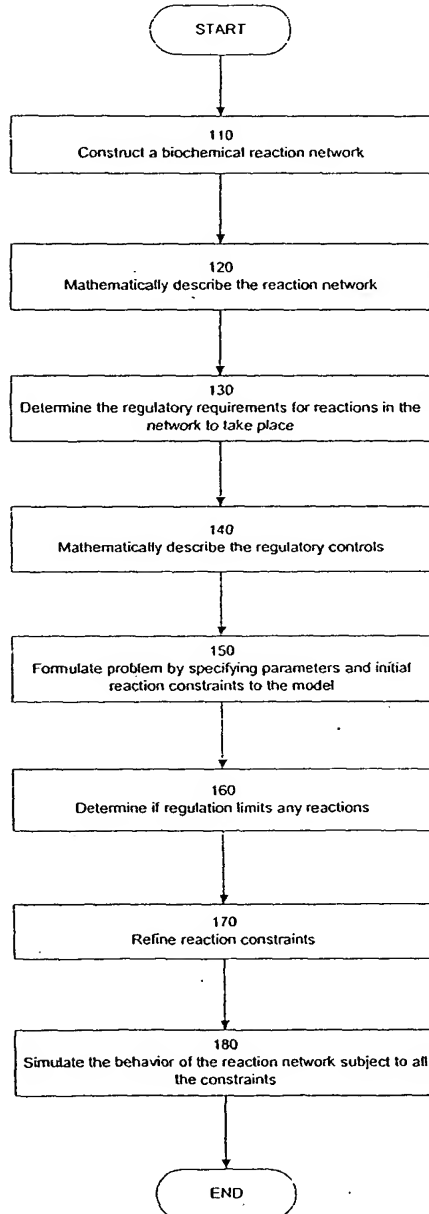 START
110
Construct a biochemical reaction network
120
Mathematically describe the reaction network
130
Determine the regulatory requirements for reactions in the
network to take place
140
Mathematically describe the regulatory controls
150
Formulate problem by specifying parameters and initial
reaction constraints to the model
160
Determine if regulation limits any reactions
170
Refine reaction constraints
180
Simulate the behavior of the reaction network subject to all
the constraints
END